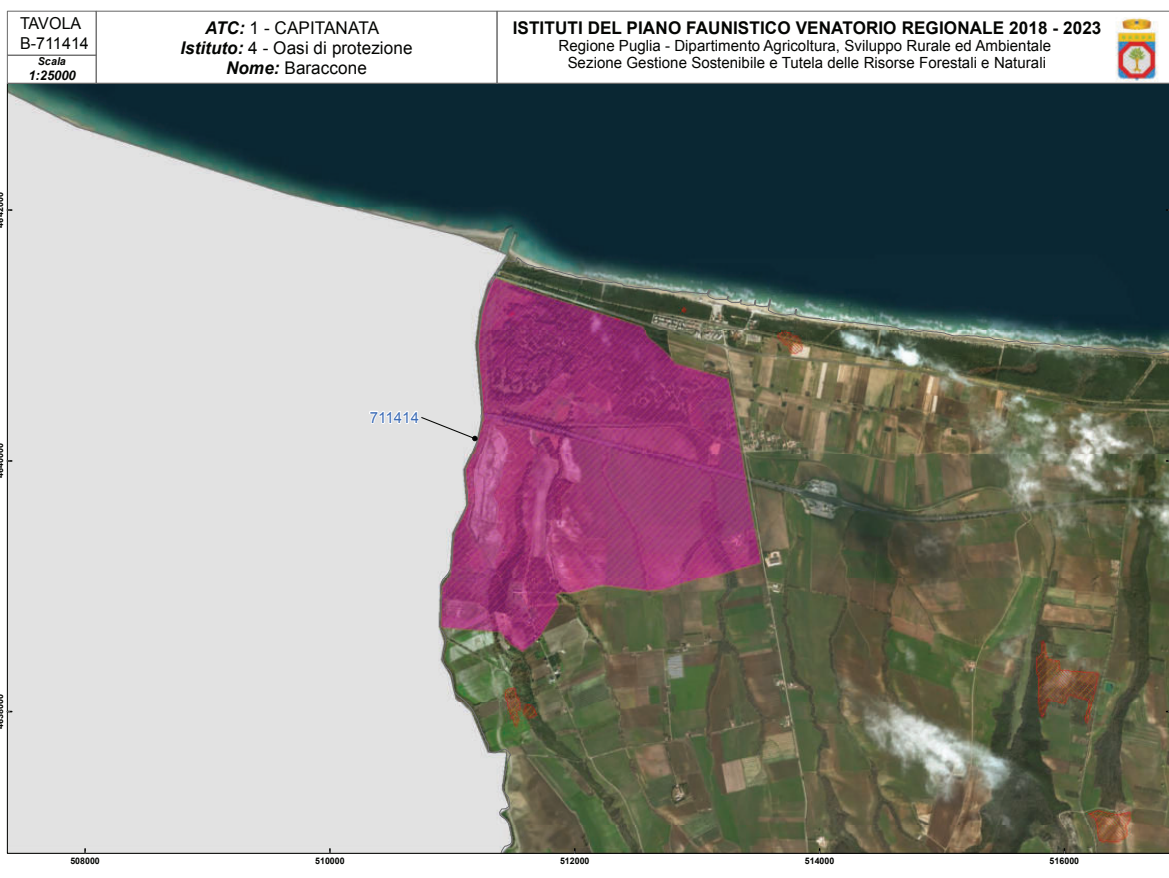 TAVOLA
B-711414
Scala
1:25000
ATC: 1 - CAPITANATA
Istituto: 4 - Oasi di protezione
Nome: Baraccone
ISTITUTI DEL PIANO FAUNISTICO VENATORIO REGIONALE 2018 - 2023
Regione Puglia - Dipartimento Agricoltura, Sviluppo Rurale ed Ambientale
Sezione Gestione Sostenibile e Tutela delle Risorse Forestali e Naturali
711414
508000
510000
512000
514000
516000